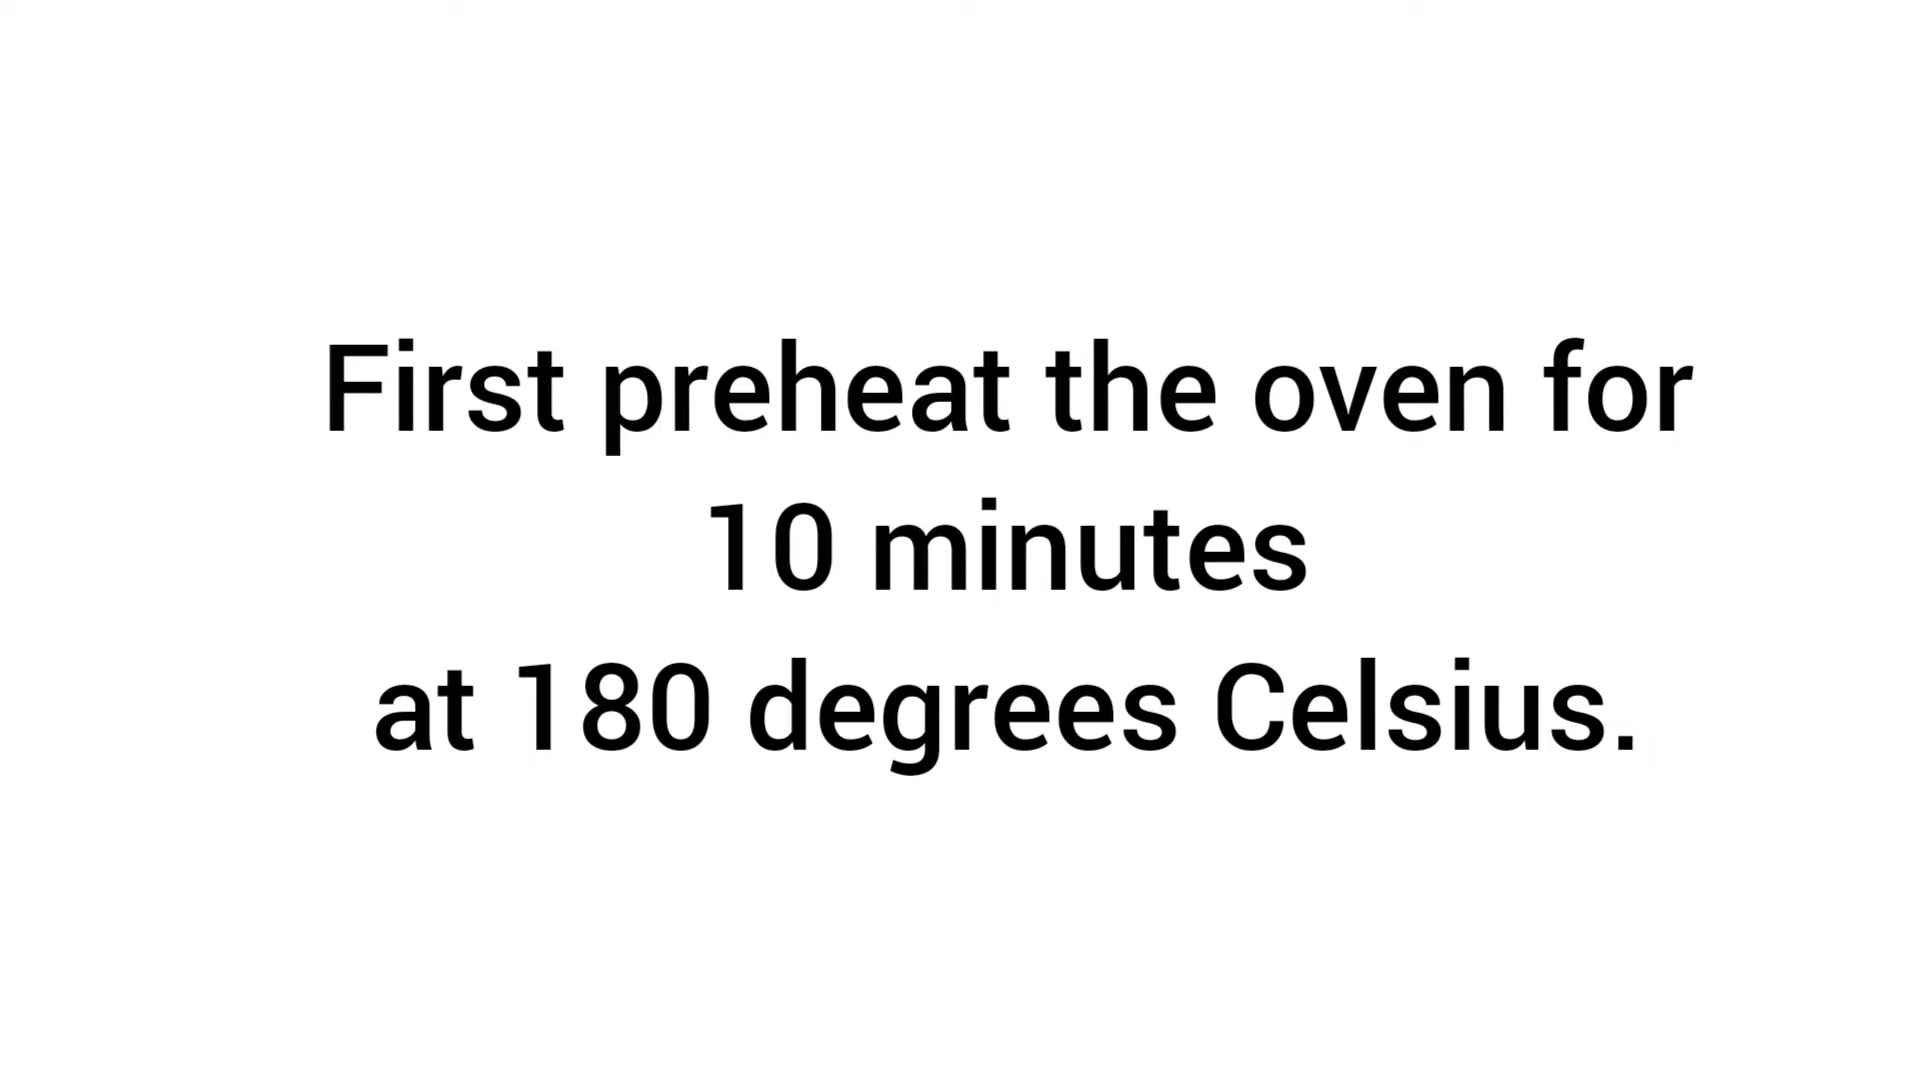 First preheat the oven for
10 minutes
at 180 degrees Celsius.